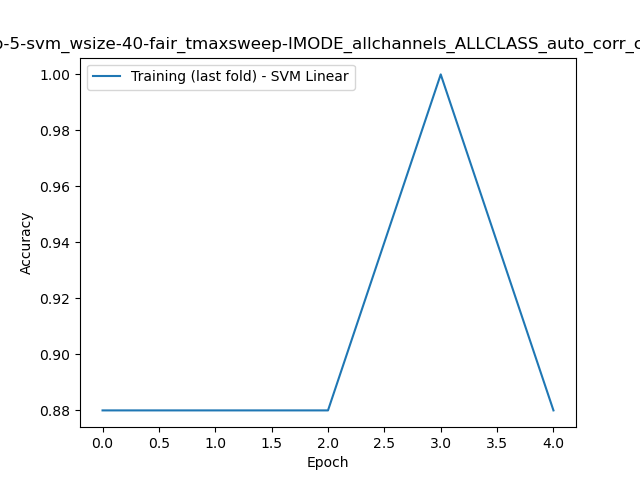 -5-svm_wsize-40-fair_tmaxsweep-IMODE_allchannels_ALLCLASS_auto_corr_
Training (last fold) - SVM Linear
1.00
0.98
0.96
0.94
0.92
0.90
0.88
Accuracy
0.0 0.5 1.0 1.5 2.0 2.5 3.0 3.5 4.0
Epoch